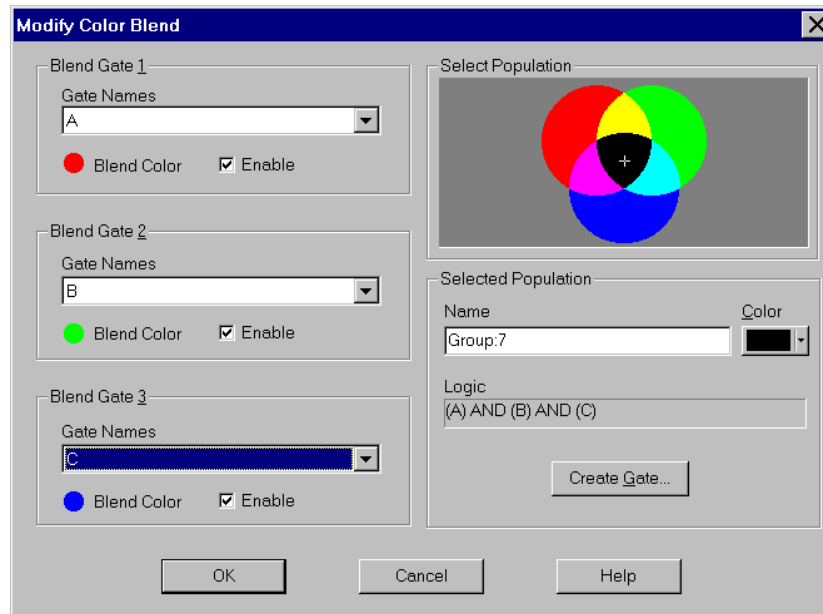 Modify Color Blend
Blend Gate 1
Gate Names
A
Blend Color
Enable
Blend Gate 2
Gate Names
B
Blend Color
Enable
Blend Gate 3
Gate Names
C
Blend Color
Enable
Select Population
Selected Population
Name
Color
Group:7
Logic
(A) AND (B) AND (C)
Create Gate...
OK
Cancel
Help